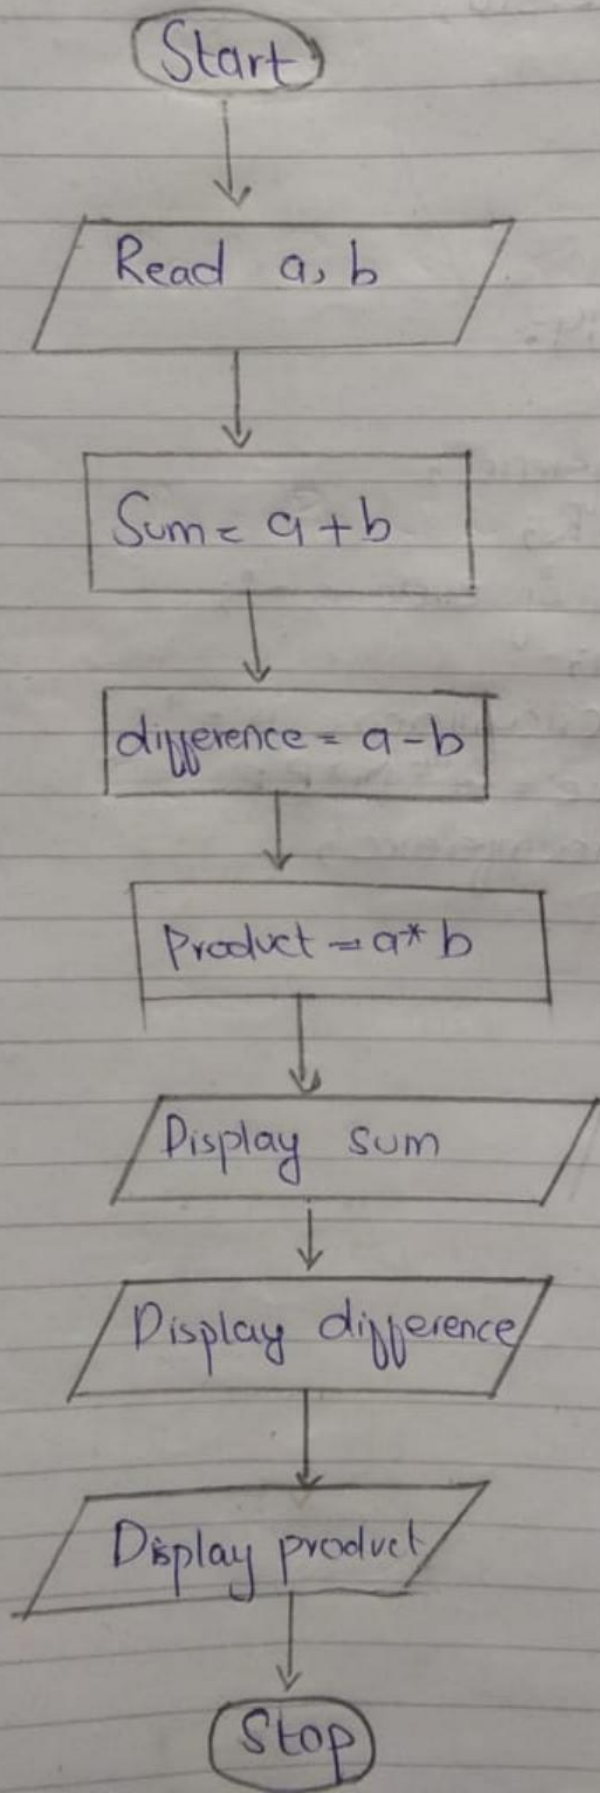 Start
Read a, b
Sum = a + b
difference = a - b
Product = a * b
Display sum
Display difference
Display product
Stop